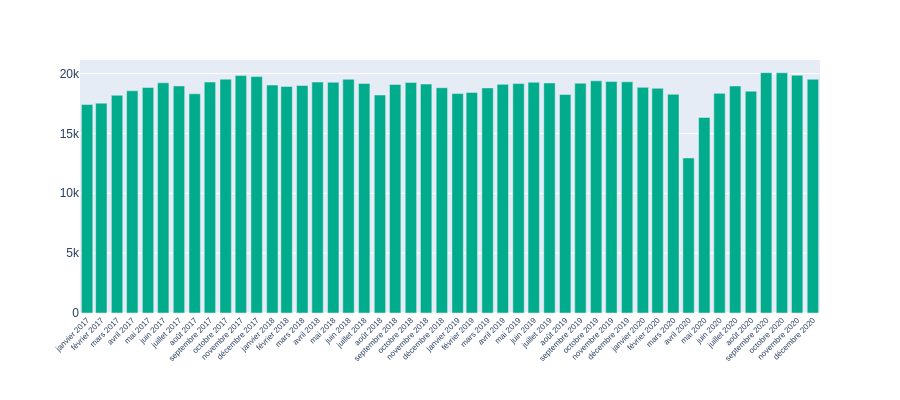 20k
15k
10k
5k
0
janvier 2017
février 2017
mars 2017
avril 2017
mai 2017
juin 2017
juillet 2017
août 2017
septembre 2017
octobre 2017
novembre 2017
décembre 2017
janvier 2018
février 2018
mars 2018
avril 2018
mai 2018
juin 2018
juillet 2018
août 2018
septembre 2018
octobre 2018
novembre 2018
décembre 2018
janvier 2019
février 2019
mars 2019
avril 2019
mai 2019
juin 2019
juillet 2019
août 2019
septembre 2019
octobre 2019
novembre 2019
décembre 2019
janvier 2020
février 2020
mars 2020
avril 2020
mai 2020
juin 2020
juillet 2020
août 2020
septembre 2020
octobre 2020
novembre 2020
décembre 2020